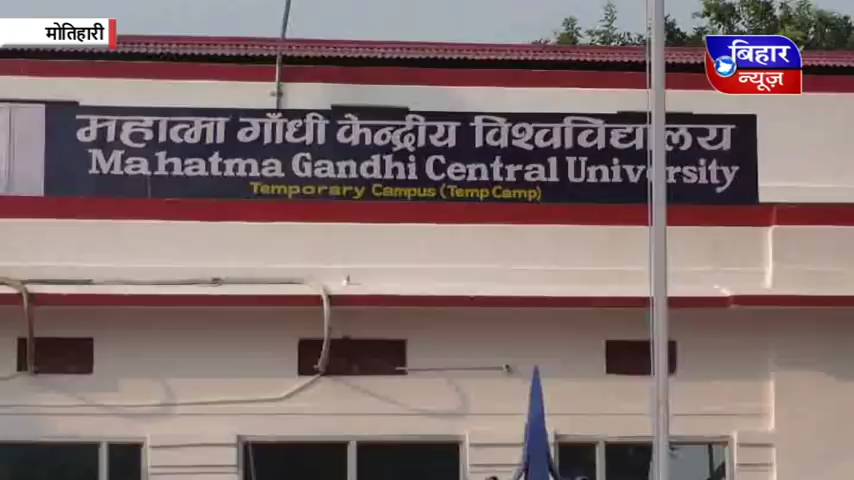 मोतिहारी
बिहार
न्यूज़
महात्मा गाँधी केन्द्रीय विश्वविद्यालय
Mahatma Gandhi Central University
Temporary Campus (Temp Camp)